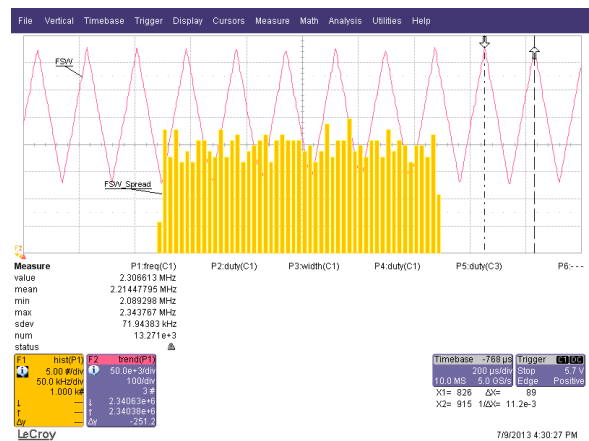 File Vertical Timebase Trigger Display Cursors Measure Math Analysis Utilities Help
FSW
FSW_Spread
F2
Measure P1:freq(C1) P2:duty(C1) P3:width(C1) P4:duty(C1) P5:duty(C3) P6:- - -
value 2.306613 MHz
mean 2.21447795 MHz
min 2.089298 MHz
max 2.343767 MHz
sdev 71.94383 kHz
num 13.271e+3
status
F1 hist(P1)
5.00 #/div
50.0 kHz/div
1.000 k#
↓ ---
↑ ---
Δy ---
F2 trend(P1)
50.0e+3/div
100/div
3 #
2.34063e+6
2.34038e+6
-251.2
Timebase -768 µs
200 µs/div
10.0 MS 5.0 GS/s
Trigger C1 DC
Stop 5.7 V
Edge Positive
X1= 826 ΔX= 89
X2= 915 1/ΔX= 11.2e-3
LeCroy
7/9/2013 4:30:27 PM